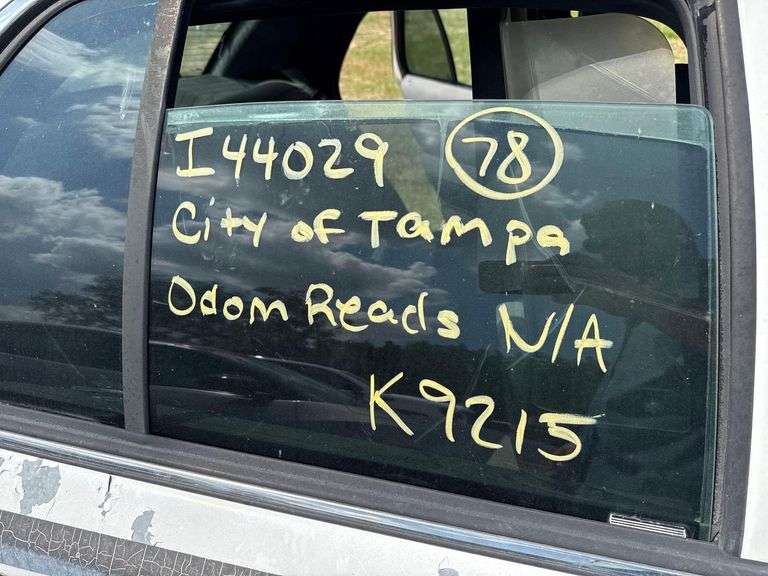 I44029 78
City of Tampa
Odom Reads N/A
K9215